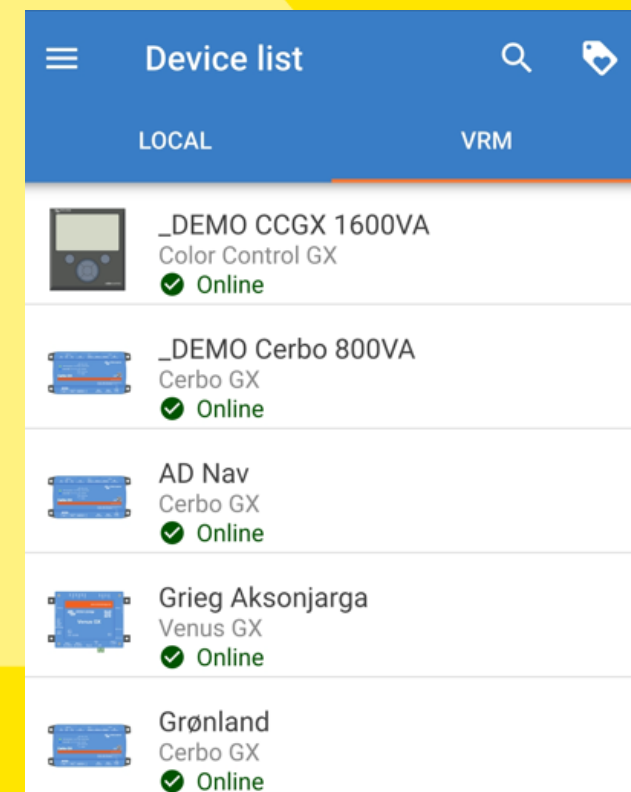 Device list
LOCAL VRM
_DEMO CCGX 1600VA
Color Control GX
Online
_DEMO Cerbo 800VA
Cerbo GX
Online
AD Nav
Cerbo GX
Online
Grieg Aksonjarga
Venus GX
Online
Grønland
Cerbo GX
Online